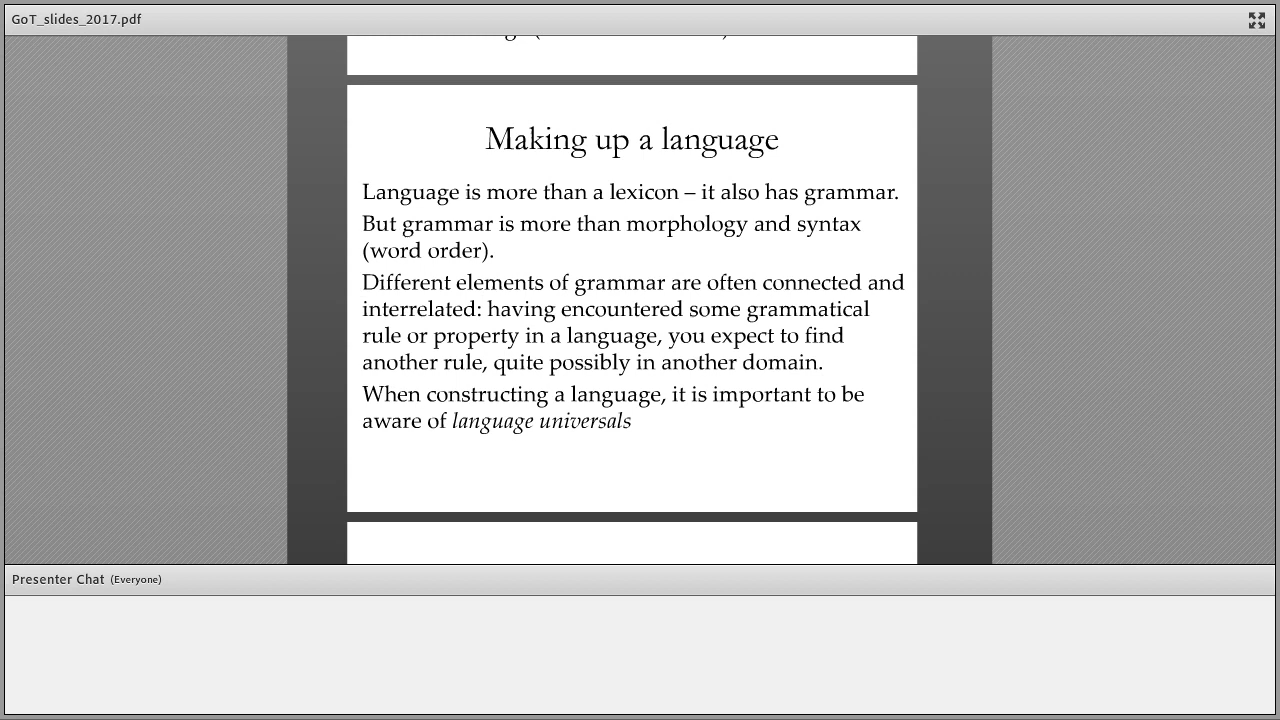 GoT_slides_2017.pdf
Making up a language
Language is more than a lexicon – it also has grammar.
But grammar is more than morphology and syntax
(word order).
Different elements of grammar are often connected and
interrelated: having encountered some grammatical
rule or property in a language, you expect to find
another rule, quite possibly in another domain.
When constructing a language, it is important to be
aware of language universals
Presenter Chat (Everyone)